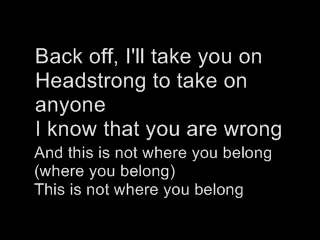 Back off, I'll take you on
Headstrong to take on
anyone
I know that you are wrong
And this is not where you belong
(where you belong)
This is not where you belong